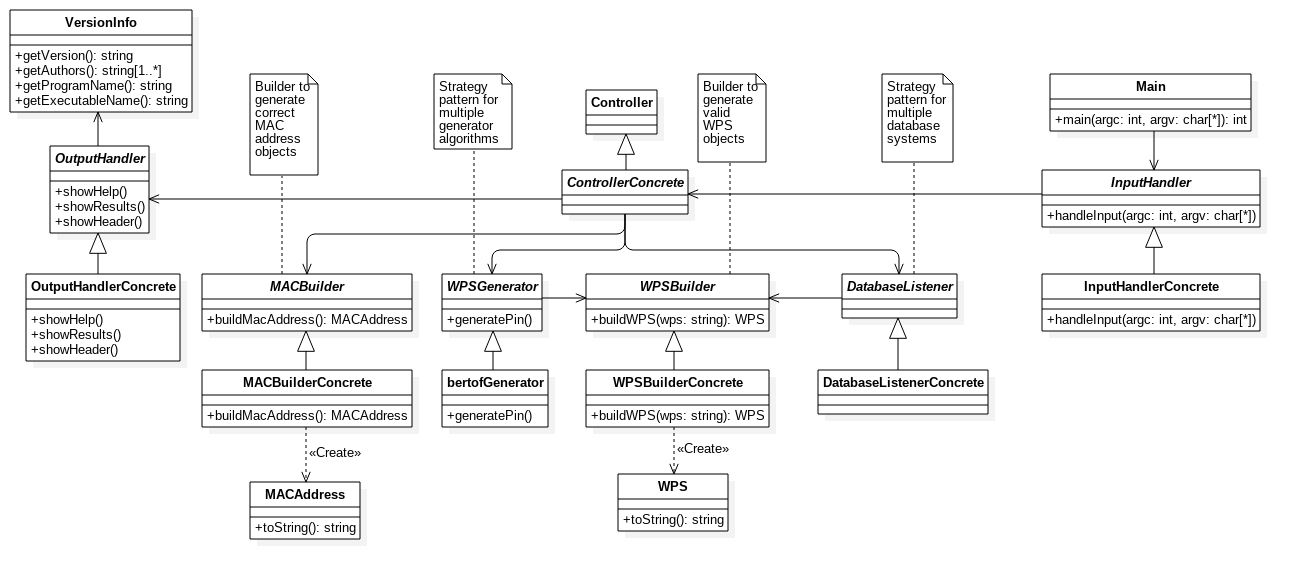 VersionInfo
+getVersion(): string
+getAuthors(): string[1..*]
+getProgramName(): string
+getExecutableName(): string
Builder to
generate
correct
MAC
address
objects
Strategy
pattern for
multiple
generator
algorithms
Controller
Builder to
generate
valid
WPS
objects
Strategy
pattern for
multiple
database
systems
Main
+main(argc: int, argv: char[*]): int
OutputHandler
+showHelp()
+showResults()
+showHeader()
ControllerConcrete
InputHandler
+handleInput(argc: int, argv: char[*])
OutputHandlerConcrete
+showHelp()
+showResults()
+showHeader()
MACBuilder
+buildMacAddress(): MACAddress
WPSGenerator
+generatePin()
WPSBuilder
+buildWPS(wps: string): WPS
DatabaseListener
InputHandlerConcrete
+handleInput(argc: int, argv: char[*])
MACBuilderConcrete
+buildMacAddress(): MACAddress
bertofGenerator
+generatePin()
WPSBuilderConcrete
+buildWPS(wps: string): WPS
DatabaseListenerConcrete
«Create»
«Create»
MACAddress
+toString(): string
WPS
+toString(): string